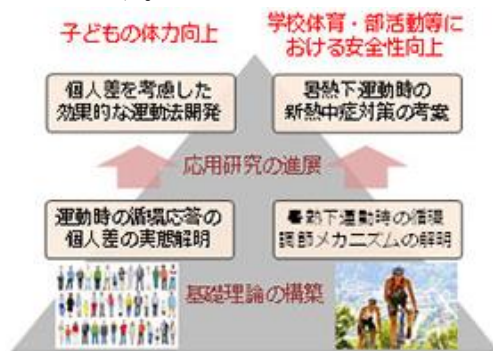 子どもの体力向上
学校体育・部活動等に
おける安全性向上
個人差を考慮した
効果的な運動法開発
暑熱下運動時の
新熱中症対策の考案
応用研究の進展
運動時の循環応答の
個人差の実態解明
暑熱下運動時の循環
調節メカニズムの解明
基礎理論の構築